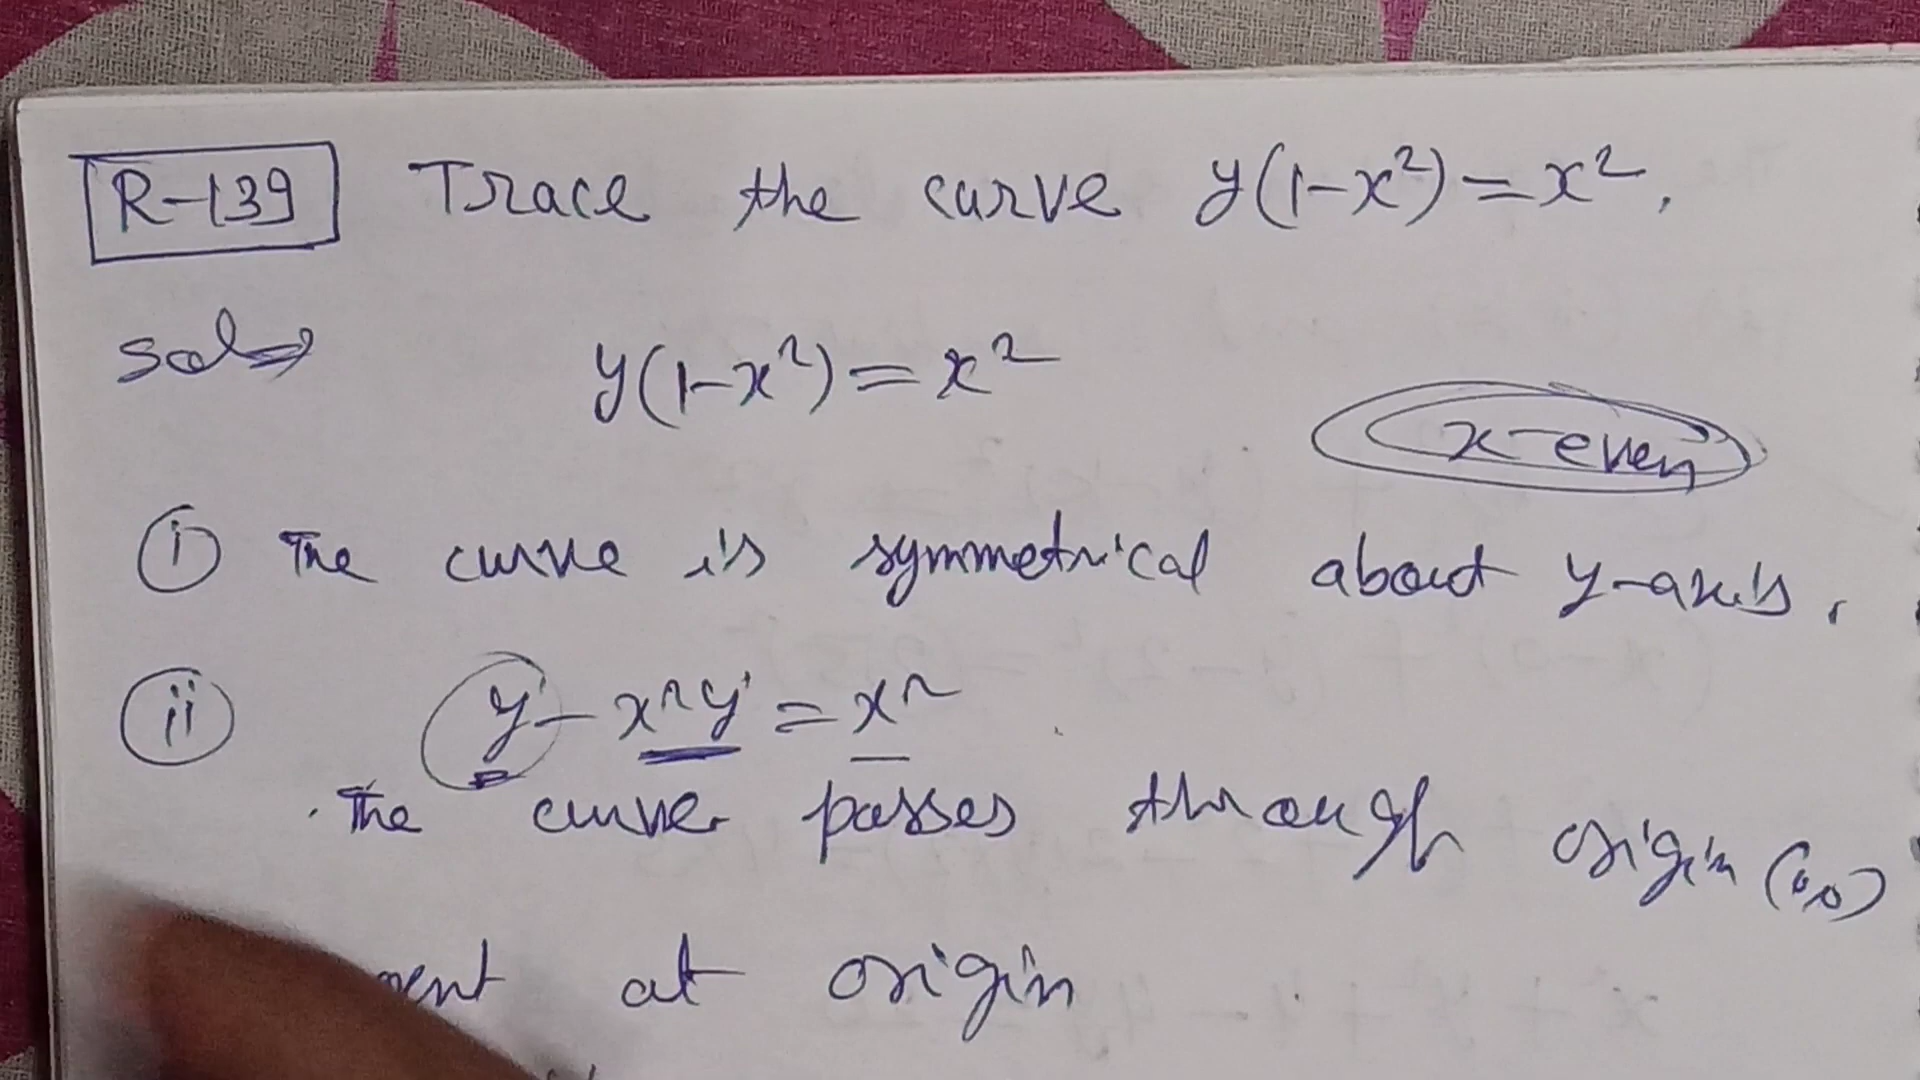 R-139 Trace the curve y(1-x²)=x².
Sol⇒ y(1-x²)=x²
x-even
(i) The curve is symmetrical about y-axis.
(ii) y-x²y=x²
The curve passes through origin (0,0)
at origin